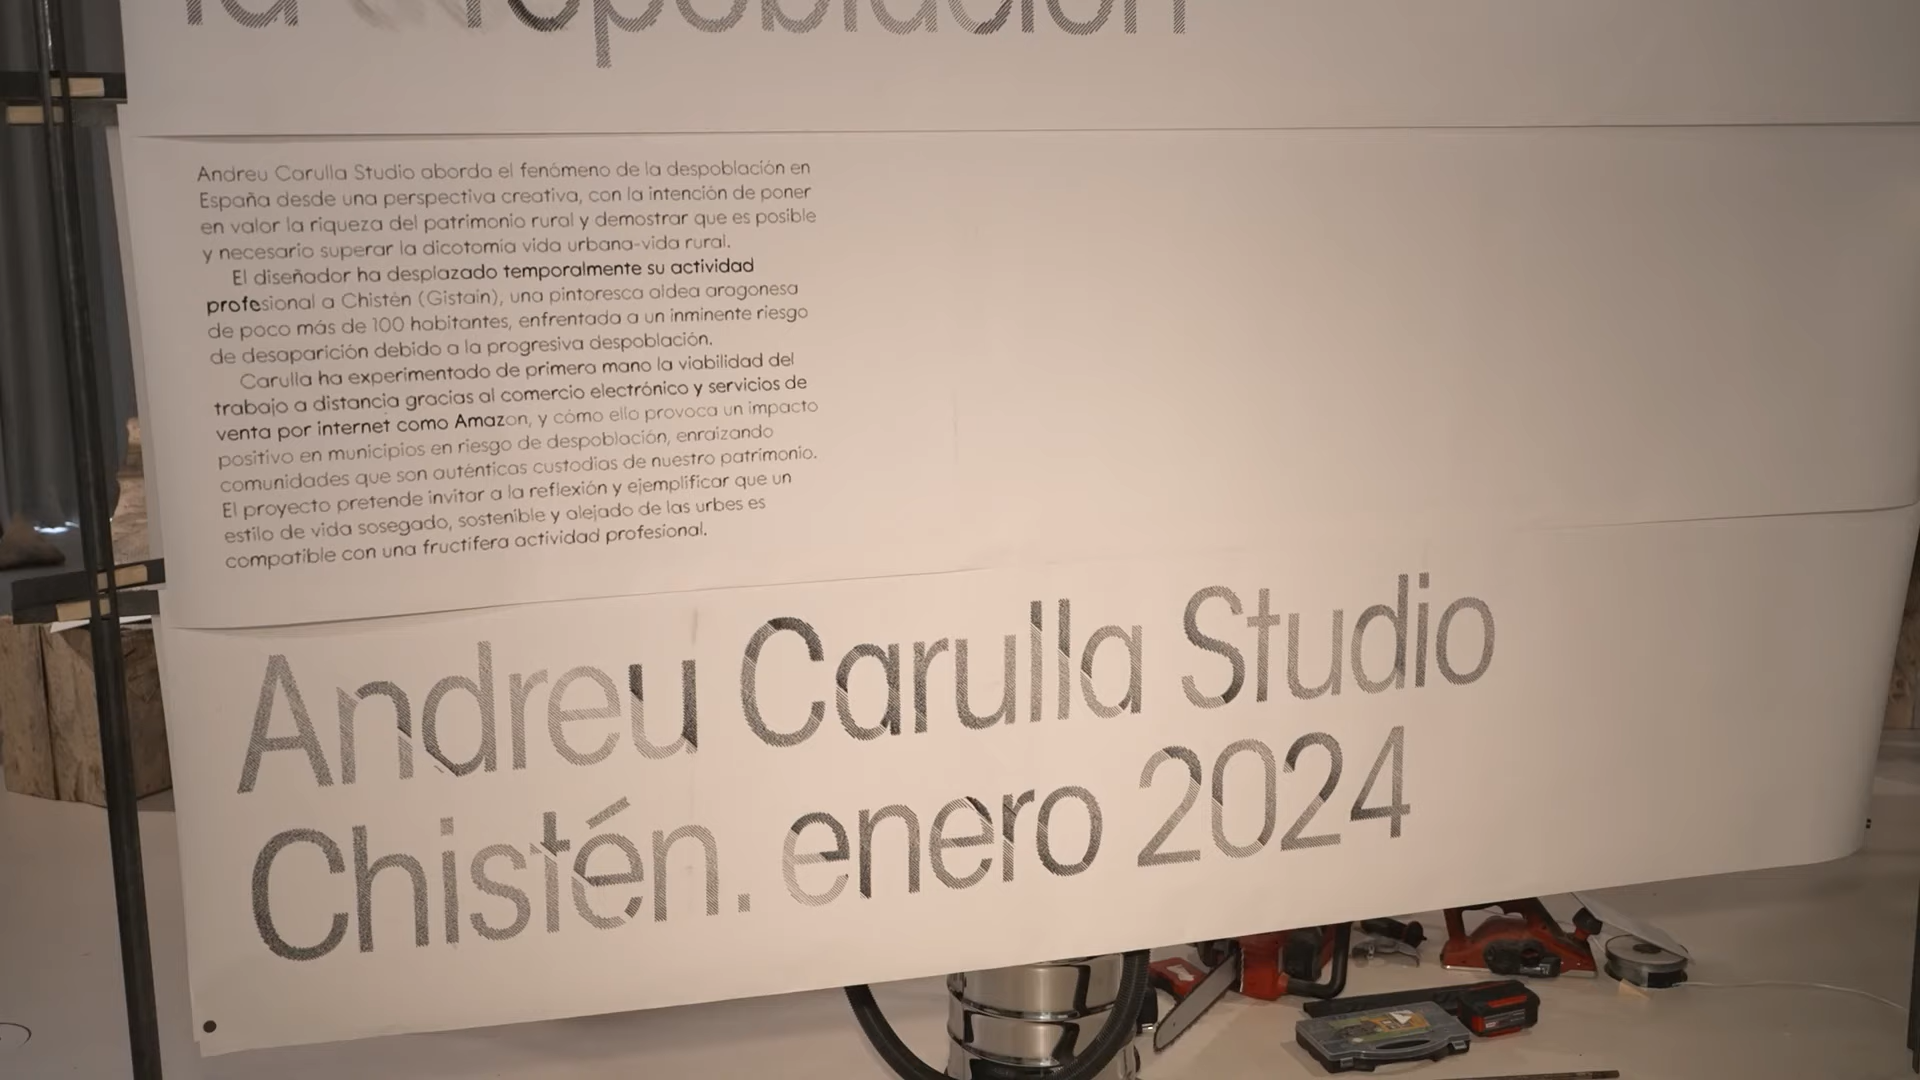 la repoblación
Andreu Carulla Studio aborda el fenómeno de la despoblación en
España desde una perspectiva creativa, con la intención de poner
en valor la riqueza del patrimonio rural y demostrar que es posible
y necesario superar la dicotomía vida urbana-vida rural.
El diseñador ha desplazado temporalmente su actividad
profesional a Chistén (Gistaín), una pintoresca aldea aragonesa
de poco más de 100 habitantes, enfrentada a un inminente riesgo
de desaparición debido a la progresiva despoblación.
Carulla ha experimentado de primera mano la viabilidad del
trabajo a distancia gracias al comercio electrónico y servicios de
venta por internet como Amazon, y cómo ello provoca un impacto
positivo en municipios en riesgo de despoblación, enraizando
comunidades que son auténticas custodias de nuestro patrimonio.
El proyecto pretende invitar a la reflexión y ejemplificar que un
estilo de vida sosegado, sostenible y alejado de las urbes es
compatible con una fructífera actividad profesional.
Andreu Carulla Studio
Chistén. enero 2024